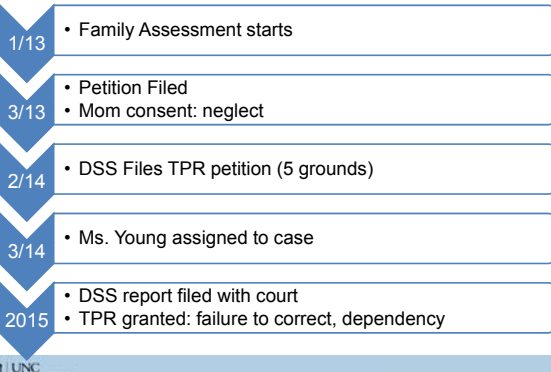 1/13
• Family Assessment starts
3/13
• Petition Filed
• Mom consent: neglect
2/14
• DSS Files TPR petition (5 grounds)
3/14
• Ms. Young assigned to case
2015
• DSS report filed with court
• TPR granted: failure to correct, dependency
UNC